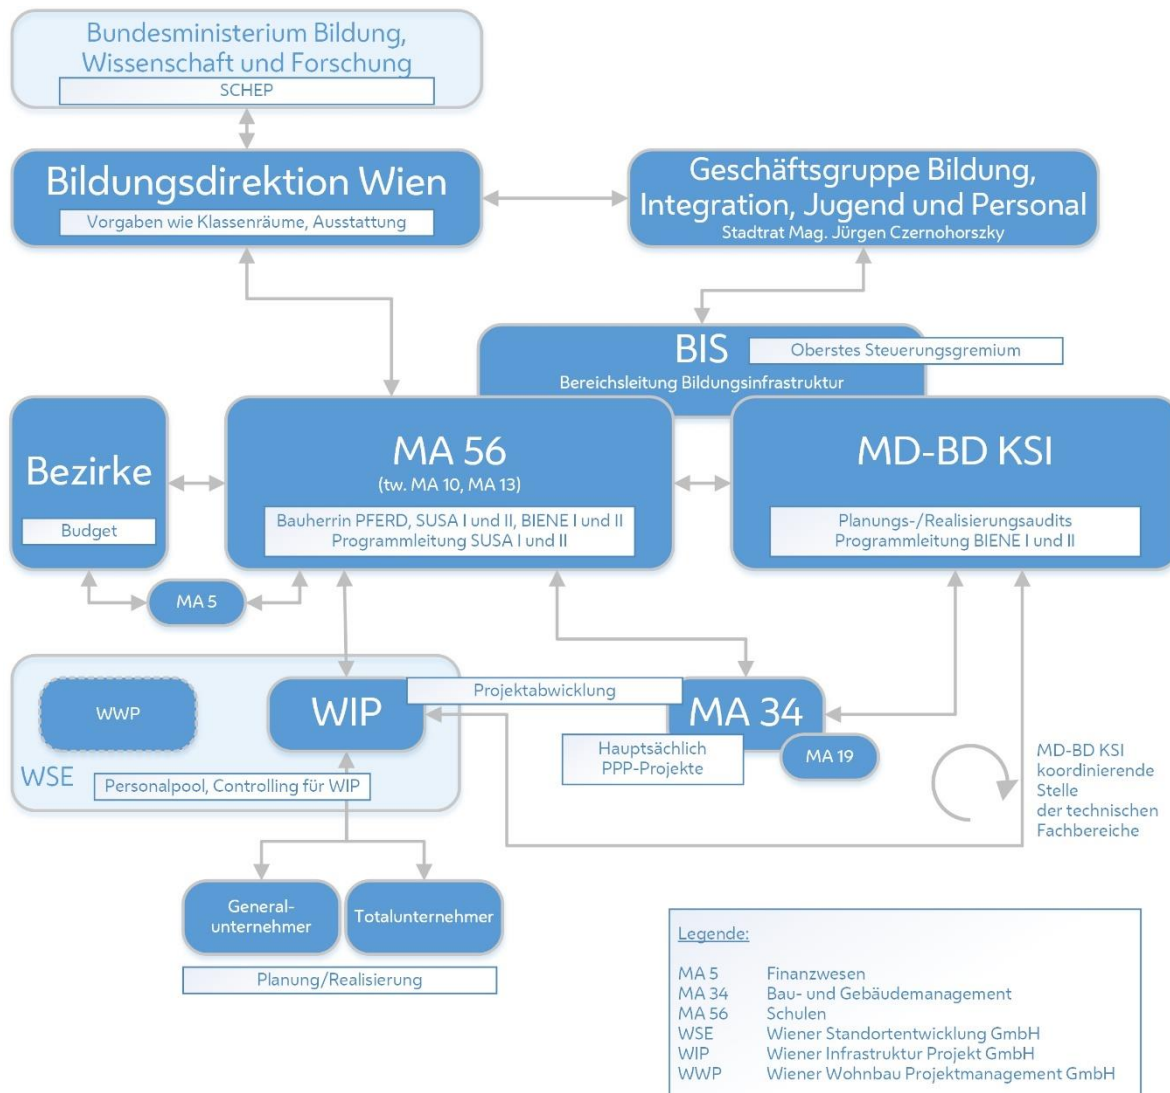 Bundesministerium Bildung,
Wissenschaft und Forschung
SCHEP
Bildungsdirektion Wien
Vorgaben wie Klassenräume, Ausstattung
Geschäftsgruppe Bildung,
Integration, Jugend und Personal
Stadtrat Mag. Jürgen Czernohorszky
BIS
Oberstes Steuerungsgremium
Bereichsleitung Bildungsinfrastruktur
Bezirke
Budget
MA 56
(tw. MA 10, MA 13)
Bauherrin PFERD, SUSA I und II, BIENE I und II
Programmleitung SUSA I und II
MD-BD KSI
Planungs-/Realisierungsaudits
Programmleitung BIENE I und II
MA 5
WWP
WSE
WIP
Personalpool, Controlling für WIP
Projektabwicklung
MA 34
Hauptsächlich
PPP-Projekte
MA 19
MD-BD KSI
koordinierende
Stelle
der technischen
Fachbereiche
General-
unternehmer
Totalunternehmer
Planung/Realisierung
Legende:
MA 5 Finanzwesen
MA 34 Bau- und Gebäudemanagement
MA 56 Schulen
WSE Wiener Standortentwicklung GmbH
WIP Wiener Infrastruktur Projekt GmbH
WWP Wiener Wohnbau Projektmanagement GmbH